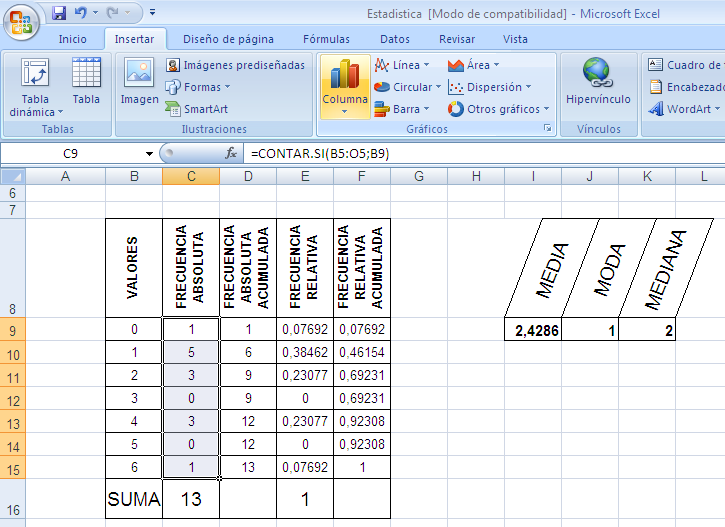 Estadistica [Modo de compatibilidad] - Microsoft Excel
Inicio Insertar Diseño de página Fórmulas Datos Revisar Vista
Tabla dinámica
Tabla
Tablas
Imagen
Imágenes prediseñadas
Formas
SmartArt
Ilustraciones
Columna
Línea
Circular
Barra
Área
Dispersión
Otros gráficos
Gráficos
Hipervínculo
Vínculos
Cuadro de
Encabezado
WordArt
C9 fx =CONTAR.SI(B5:O5;B9)
A B C D E F G H I J K L
6
7
8
VALORES
FRECUENCIA
ABSOLUTA
FRECUENCIA
ABSOLUTA
ACUMULADA
FRECUENCIA
RELATIVA
FRECUENCIA
RELATIVA
ACUMULADA
MEDIA
MODA
MEDIANA
9 0 1 1 0,07692 0,07692 2,4286 1 2
10 1 5 6 0,38462 0,46154
11 2 3 9 0,23077 0,69231
12 3 0 9 0 0,69231
13 4 3 12 0,23077 0,92308
14 5 0 12 0 0,92308
15 6 1 13 0,07692 1
16 SUMA 13 1